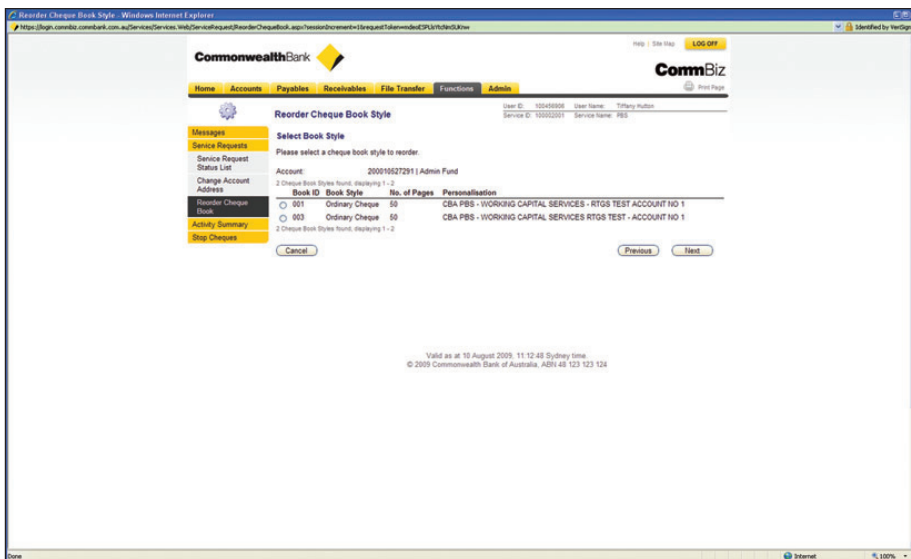 Reorder Cheque Book Style - Windows Internet Explorer
Identified by VeriSign
Help | Site Map LOG OFF
CommonwealthBank
CommBiz
Home Accounts Payables Receivables File Transfer Functions Admin Print Page
User ID: 100456908 User Name: Tiffany Hutton
Service ID: 100002001 Service Name: PBS
Reorder Cheque Book Style
Messages
Service Requests
Service Request Status List
Change Account Address
Reorder Cheque Book
Activity Summary
Stop Cheques
Select Book Style
Please select a cheque book style to reorder.
Account: 200010527291 | Admin Fund
2 Cheque Book Styles found, displaying 1 - 2
Book ID Book Style No. of Pages Personalisation
001 Ordinary Cheque 50 CBA PBS - WORKING CAPITAL SERVICES - RTGS TEST ACCOUNT NO 1
003 Ordinary Cheque 50 CBA PBS - WORKING CAPITAL SERVICES RTGS TEST - ACCOUNT NO 1
2 Cheque Book Styles found, displaying 1 - 2
Cancel Previous Next
Valid as at 10 August 2009, 11:12:48 Sydney time
© 2009 Commonwealth Bank of Australia, ABN 48 123 123 124
Done Internet 100%